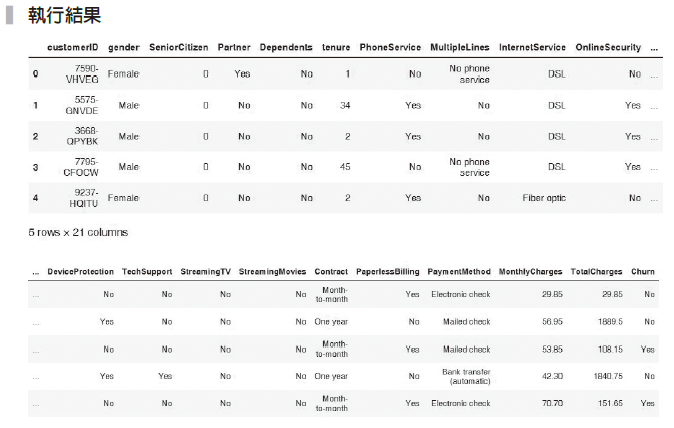 執行結果
customerID gender SeniorCitizen Partner Dependents tenure PhoneService MultipleLines InternetService OnlineSecurity ...
0 7590-VHVEG Female 0 Yes No 1 No No phone service DSL No ...
1 5575-GNVDE Male 0 No No 34 Yes No DSL Yes ...
2 3668-QPYBK Male 0 No No 2 Yes No DSL Yes ...
3 7795-CFOCW Male 0 No No 45 No No phone service DSL Yes ...
4 9237-HQITU Female 0 No No 2 Yes No Fiber optic No ...
5 rows × 21 columns
... DeviceProtection TechSupport StreamingTV StreamingMovies Contract PaperlessBilling PaymentMethod MonthlyCharges TotalCharges Churn
... No No No No Month-to-month Yes Electronic check 29.85 29.85 No
... Yes No No No One year No Mailed check 56.95 1889.5 No
... No No No No Month-to-month Yes Mailed check 53.85 108.15 Yes
... Yes Yes No No One year No Bank transfer (automatic) 42.30 1840.75 No
... No No No No Month-to-month Yes Electronic check 70.70 151.65 Yes